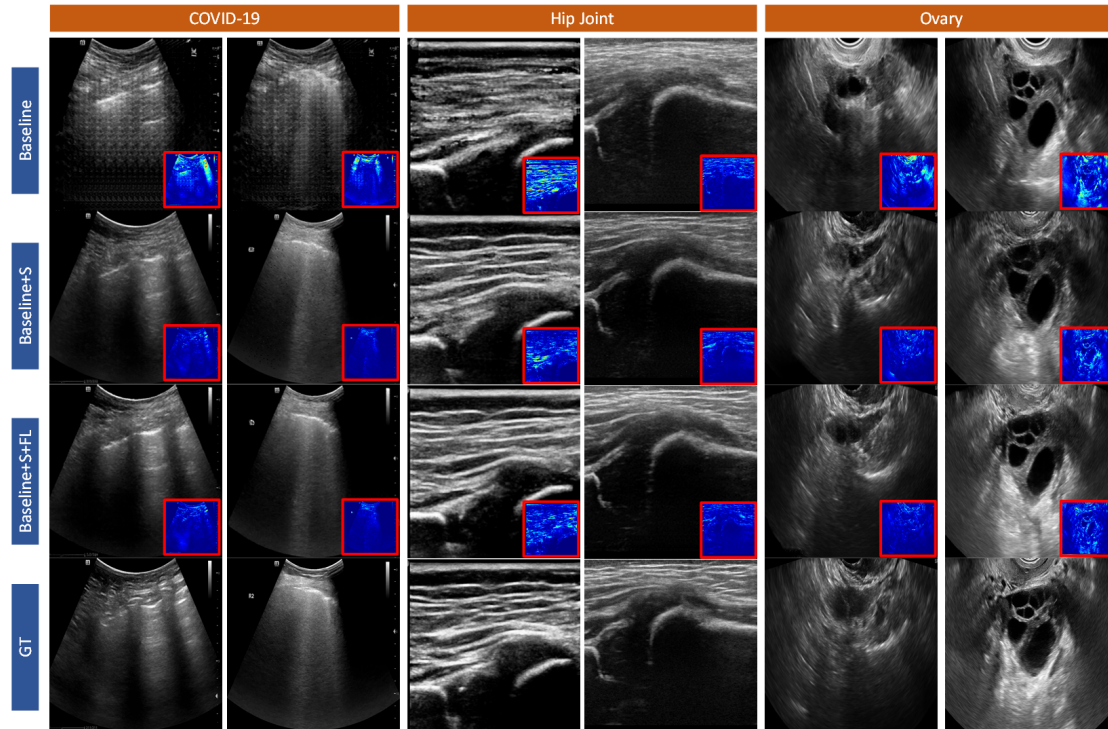 COVID-19
Hip Joint
Ovary
Baseline
Baseline+S
Baseline+S+FL
GT